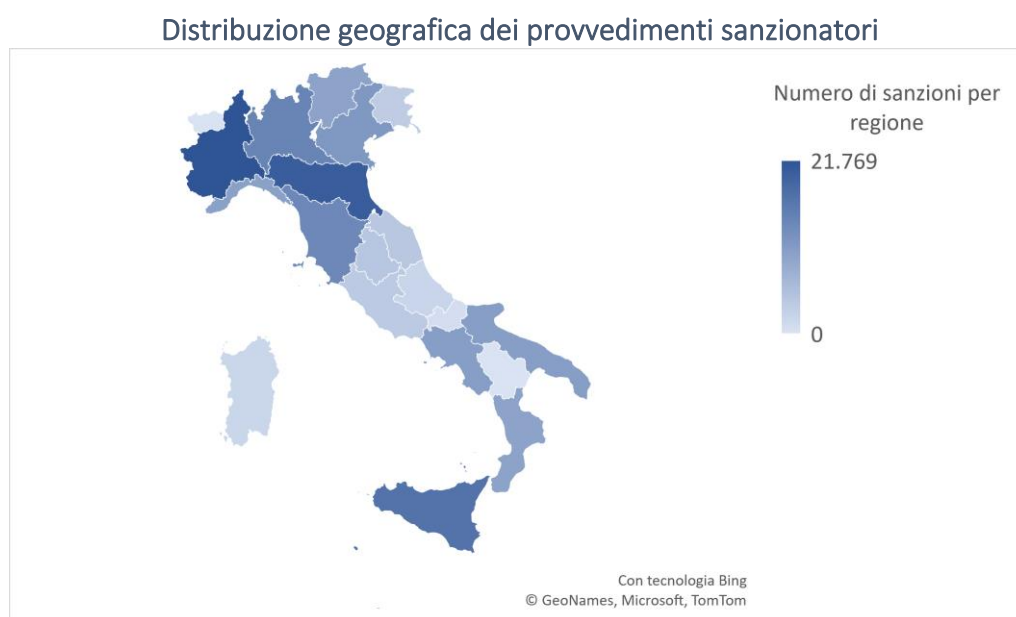 Distribuzione geografica dei provvedimenti sanzionatori
Numero di sanzioni per
regione
21.769
0
Con tecnologia Bing
© GeoNames, Microsoft, TomTom